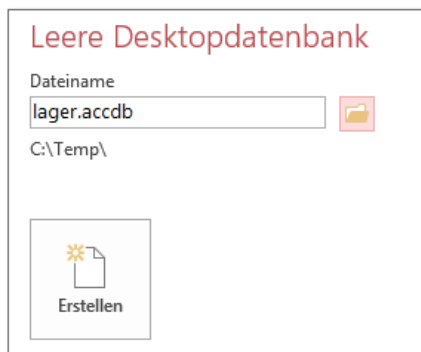 Leere Desktopdatenbank
Dateiname
lager.accdb
C:\Temp\
Erstellen